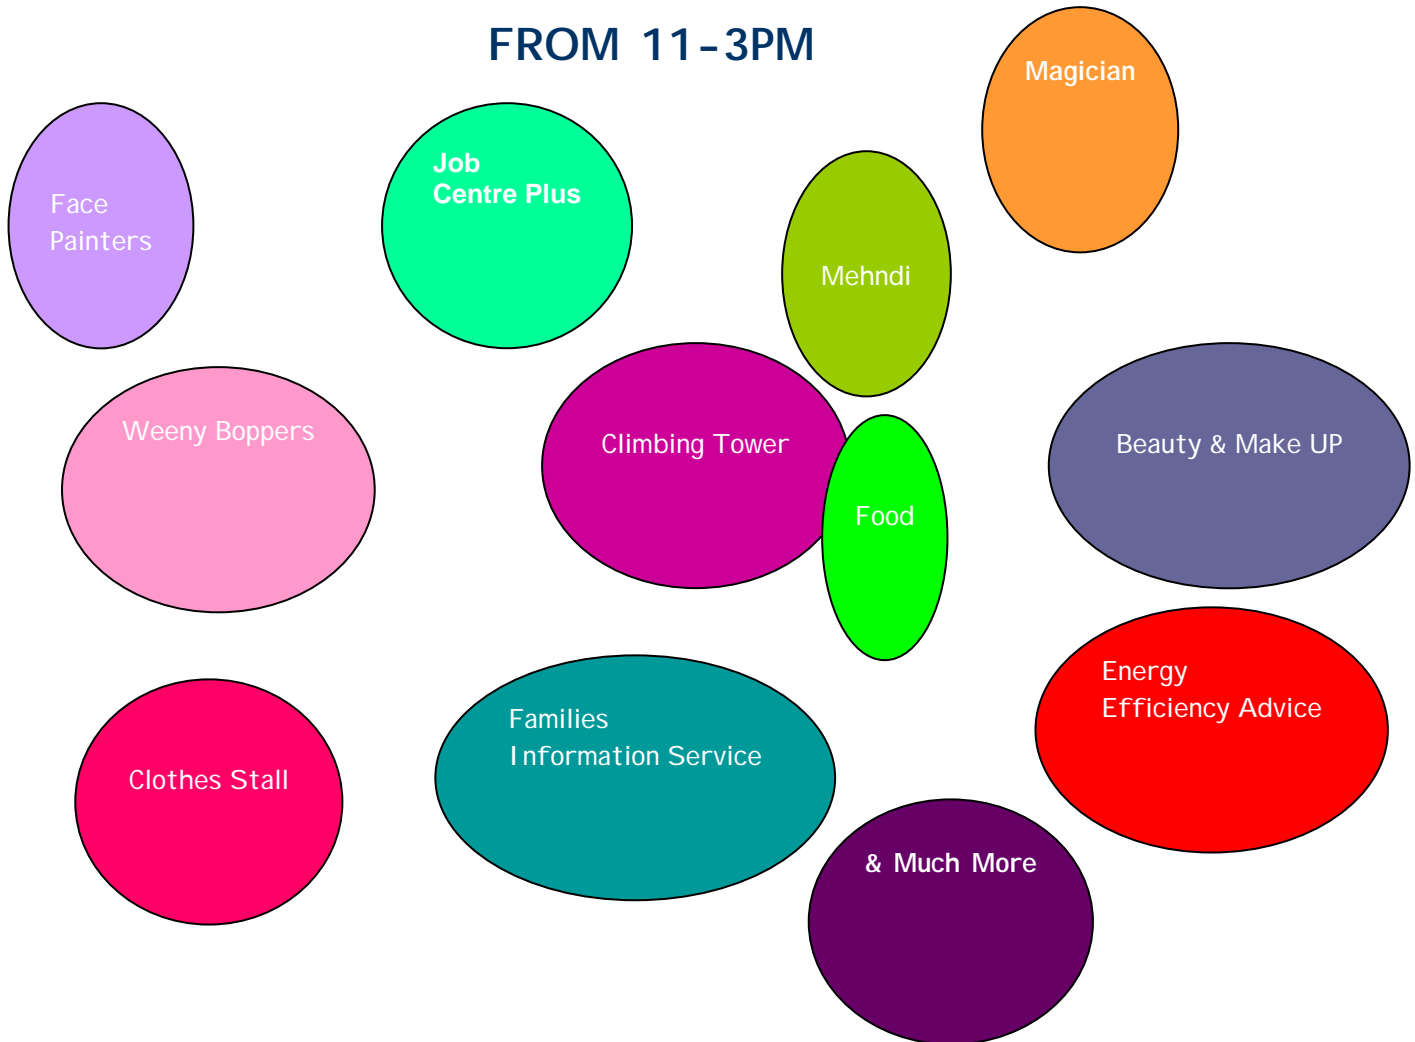 FROM 11-3PM
Magician
Job
Centre Plus
Face
Painters
Mehndi
Weeny Boppers
Climbing Tower
Beauty & Make UP
Food
Energy
Efficiency Advice
Families
Information Service
Clothes Stall
& Much More